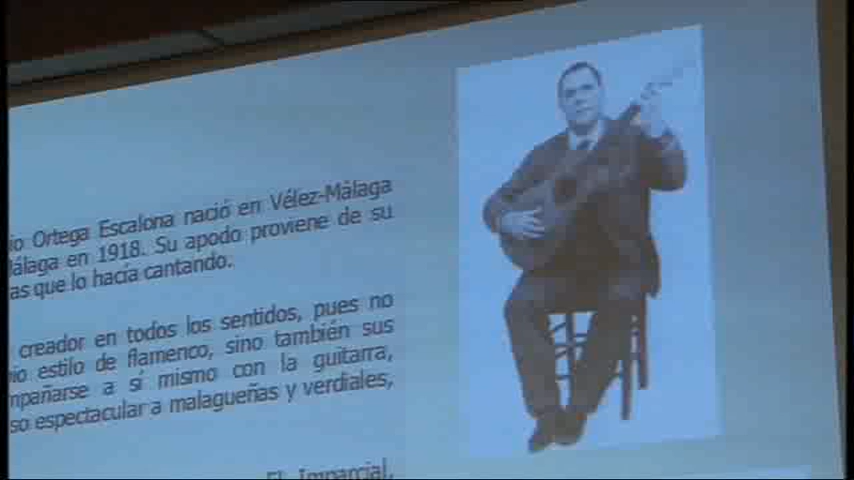 io Ortega Escalona nació en Vélez-Málaga
álaga en 1918. Su apodo proviene de su
as que lo hacía cantando.
creador en todos los sentidos, pues no
io estilo de flamenco, sino también sus
mpañarse a sí mismo con la guitarra,
so espectacular a malagueñas y verdiales,
El Imparcial,